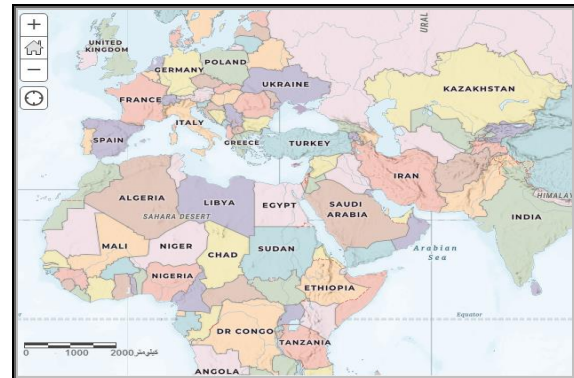 +
−
UNITED
KINGDOM
POLAND
GERMANY
UKRAINE
FRANCE
KAZAKHSTAN
ITALY
SPAIN
GREECE
TURKEY
IRAN
ALGERIA
LIBYA
EGYPT
SAUDI
ARABIA
SAHARA DESERT
HIMALAY
INDIA
MALI
NIGER
CHAD
SUDAN
Arabian
Sea
NIGERIA
ETHIOPIA
Equator
DR CONGO
TANZANIA
ANGOLA
URAL
0 1000 2000 كيلومتر